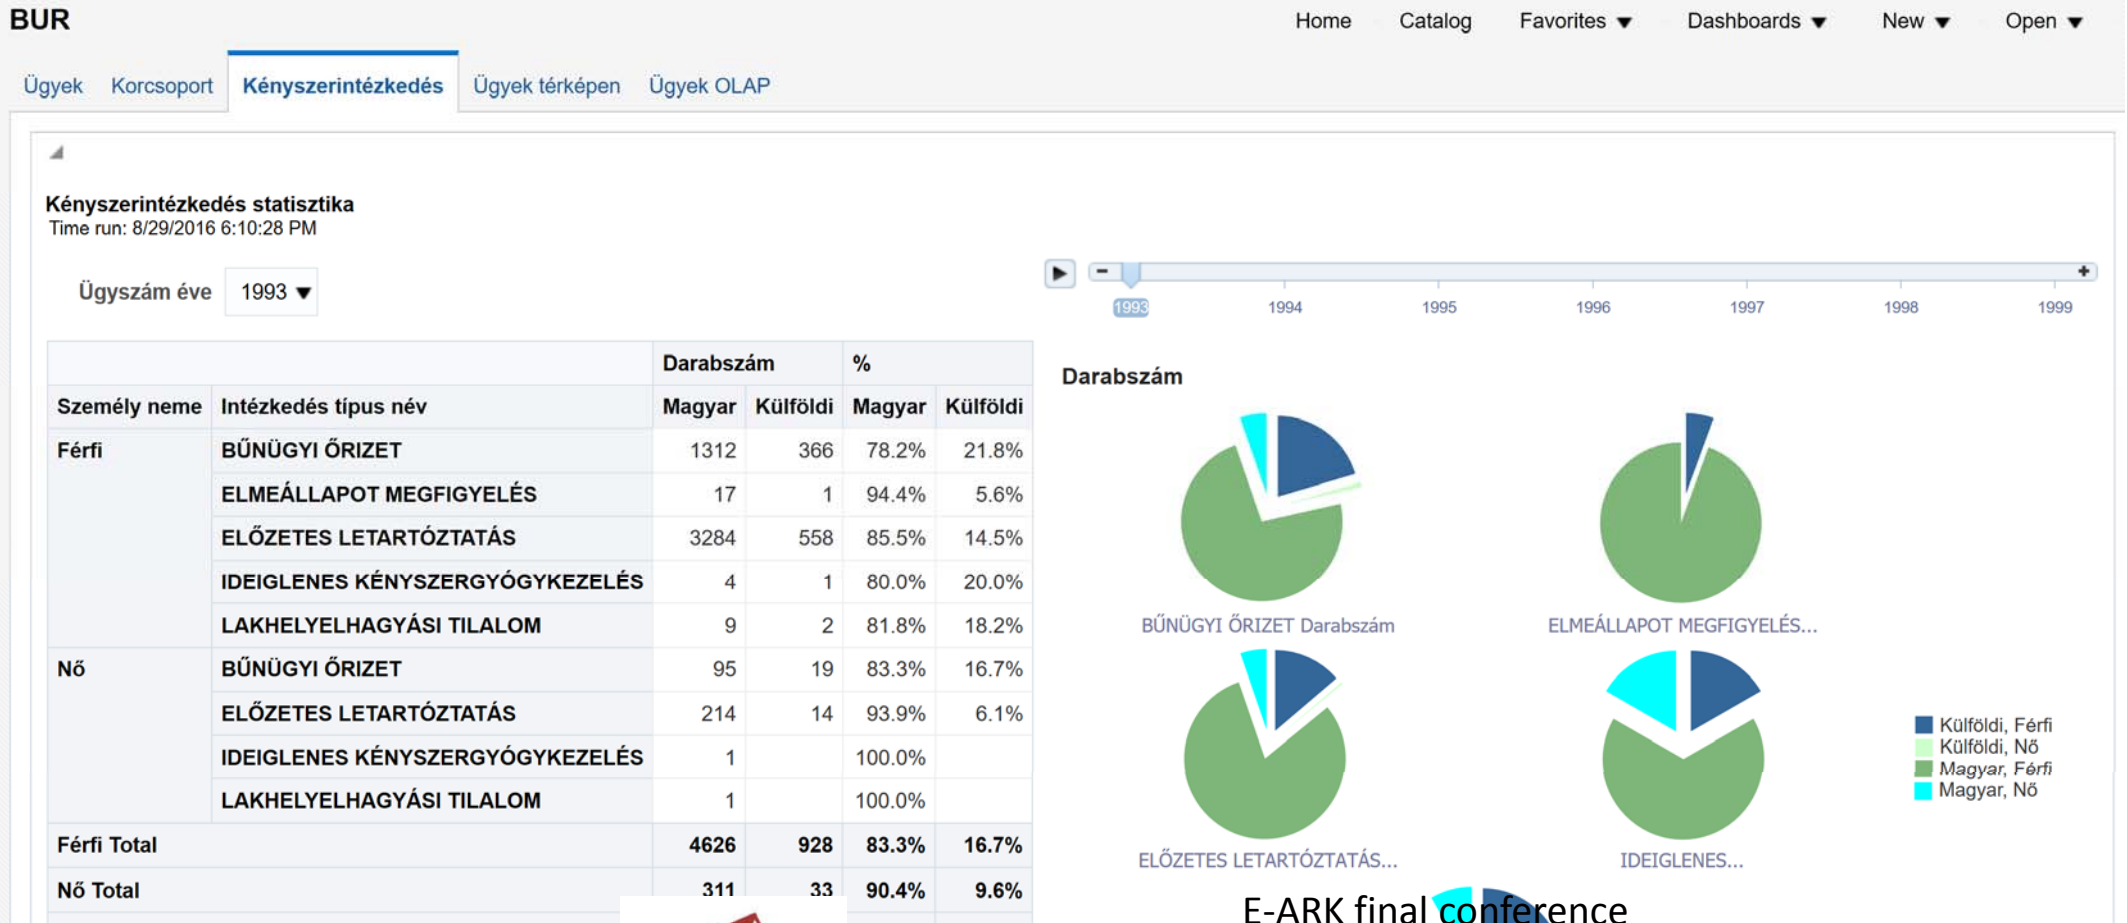 BUR Home Catalog Favorites Dashboards New Open
Ügyek Korcsoport Kényszerintézkedés Ügyek térképen Ügyek OLAP
Kényszerintézkedés statisztika
Time run: 8/29/2016 6:10:28 PM
Ügyszám éve 1993
1993 1994 1995 1996 1997 1998 1999
Darabszám %
Személy neme Intézkedés típus név Magyar Külföldi Magyar Külföldi
Férfi BŰNÜGYI ŐRIZET 1312 366 78.2% 21.8%
ELMEÁLLAPOT MEGFIGYELÉS 17 1 94.4% 5.6%
ELŐZETES LETARTÓZTATÁS 3284 558 85.5% 14.5%
IDEIGLENES KÉNYSZERGYÓGYKEZELÉS 4 1 80.0% 20.0%
LAKHELYELHAGYÁSI TILALOM 9 2 81.8% 18.2%
Nő BŰNÜGYI ŐRIZET 95 19 83.3% 16.7%
ELŐZETES LETARTÓZTATÁS 214 14 93.9% 6.1%
IDEIGLENES KÉNYSZERGYÓGYKEZELÉS 1 100.0%
LAKHELYELHAGYÁSI TILALOM 1 100.0%
Férfi Total 4626 928 83.3% 16.7%
Nő Total 311 33 90.4% 9.6%
Darabszám
BŰNÜGYI ŐRIZET Darabszám
ELMEÁLLAPOT MEGFIGYELÉS...
ELŐZETES LETARTÓZTATÁS...
IDEIGLENES...
Külföldi, Férfi
Külföldi, Nő
Magyar, Férfi
Magyar, Nő
E-ARK final conference